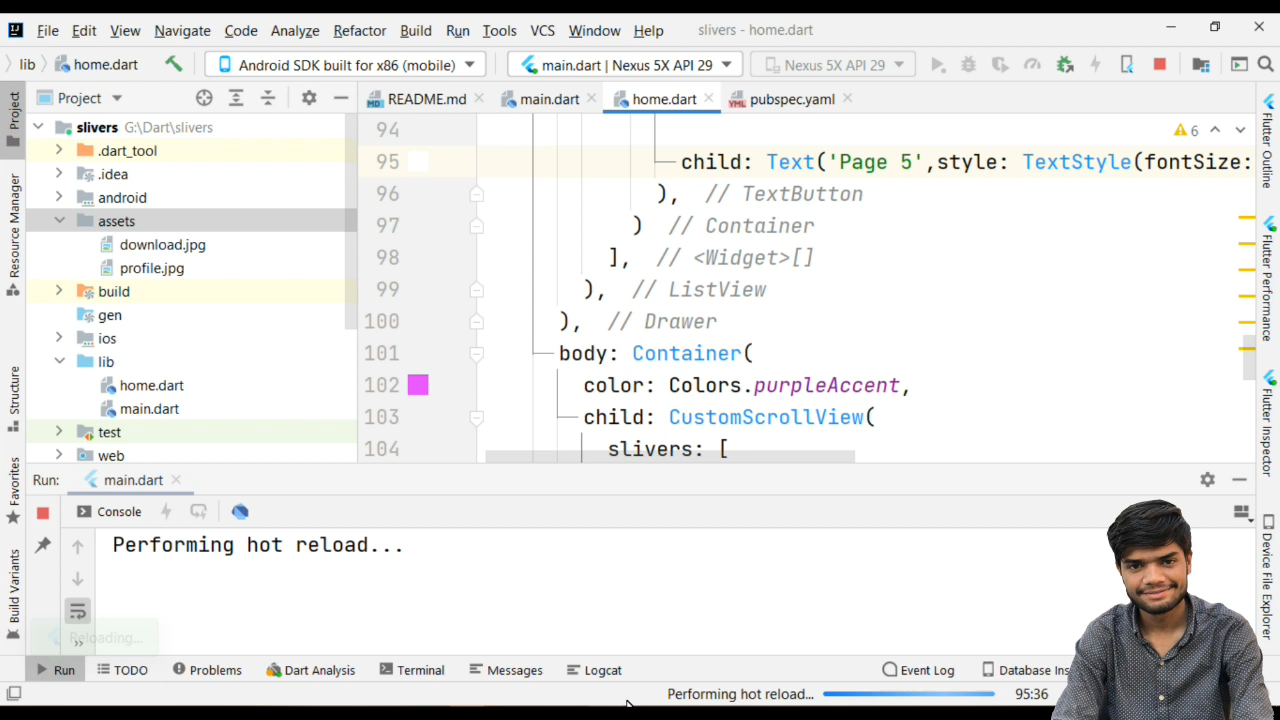 File Edit View Navigate Code Analyze Refactor Build Run Tools VCS Window Help slivers - home.dart
lib home.dart Android SDK built for x86 (mobile) main.dart | Nexus 5X API 29 Nexus 5X API 29
Project README.md main.dart home.dart pubspec.yaml
slivers G:\Dart\slivers
.dart_tool
.idea
android
assets
download.jpg
profile.jpg
build
gen
ios
lib
home.dart
main.dart
test
web
94
95 child: Text('Page 5',style: TextStyle(fontSize:
96 ), // TextButton
97 ) // Container
98 ], // <Widget>[]
99 ), // ListView
100 ), // Drawer
101 body: Container(
102 color: Colors.purpleAccent,
103 child: CustomScrollView(
104 slivers: [
6
Project
Resource Manager
Structure
Favorites
Build Variants
Flutter Outline
Flutter Performance
Flutter Inspector
Device File Explorer
Run: main.dart
Console
Performing hot reload...
Reloading...
Run TODO Problems Dart Analysis Terminal Messages Logcat Event Log Database Ins
Performing hot reload... 95:36